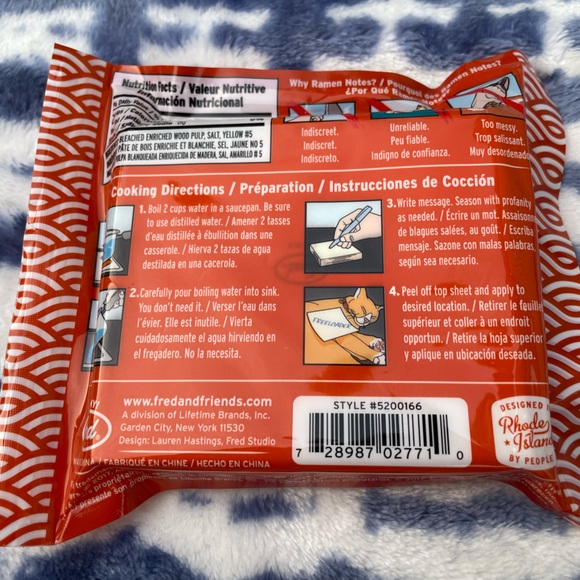 Nutrition Facts / Valeur Nutritive
Información Nutricional
BLEACHED ENRICHED WOOD PULP, SALT, YELLOW #5
PÂTE DE BOIS ENRICHIE ET BLANCHIE, SEL, JAUNE NO 5
PULPA BLANQUEADA ENRIQUECIDA DE MADERA, SAL, AMARILLO # 5
Why Ramen Notes? / Pourquoi des Ramen Notes?
¿Por Qué Ramen Notes?
Indiscreet.
Indiscret.
Indiscreto.
Unreliable.
Peu fiable.
Indigno de confianza.
Too messy.
Trop salissant.
Muy desordenado
Cooking Directions / Préparation / Instrucciones de Cocción
1. Boil 2 cups water in a saucepan. Be sure
to use distilled water. / Amener 2 tasses
d'eau distillée à ébullition dans une
casserole. / Hierva 2 tazas de agua
destilada en una cacerola.
2. Carefully pour boiling water into sink.
You don't need it. / Verser l'eau dans
l'évier. Elle est inutile. / Vierta
cuidadosamente el agua hirviendo en
el fregadero. No la necesita.
3. Write message. Season with profanity
as needed. / Écrire un mot. Assaisonn
de blagues salées, au goût. / Escriba
mensaje. Sazone con malas palabras,
según sea necesario.
FREELOADER
4. Peel off top sheet and apply to
desired location. / Retirer le feuillet
supérieur et coller à un endroit
opportun. / Retire la hoja superior
y aplique en ubicación deseada.
www.fredandfriends.com
A division of Lifetime Brands, Inc.
Garden City, New York 11530
Design: Lauren Hastings, Fred Studio
/ FABRIQUÉ EN CHINE / HECHO EN CHINA
STYLE #5200166
7 28987 02771 0
DESIGNED
Rhode
Island
BY PEOPLE